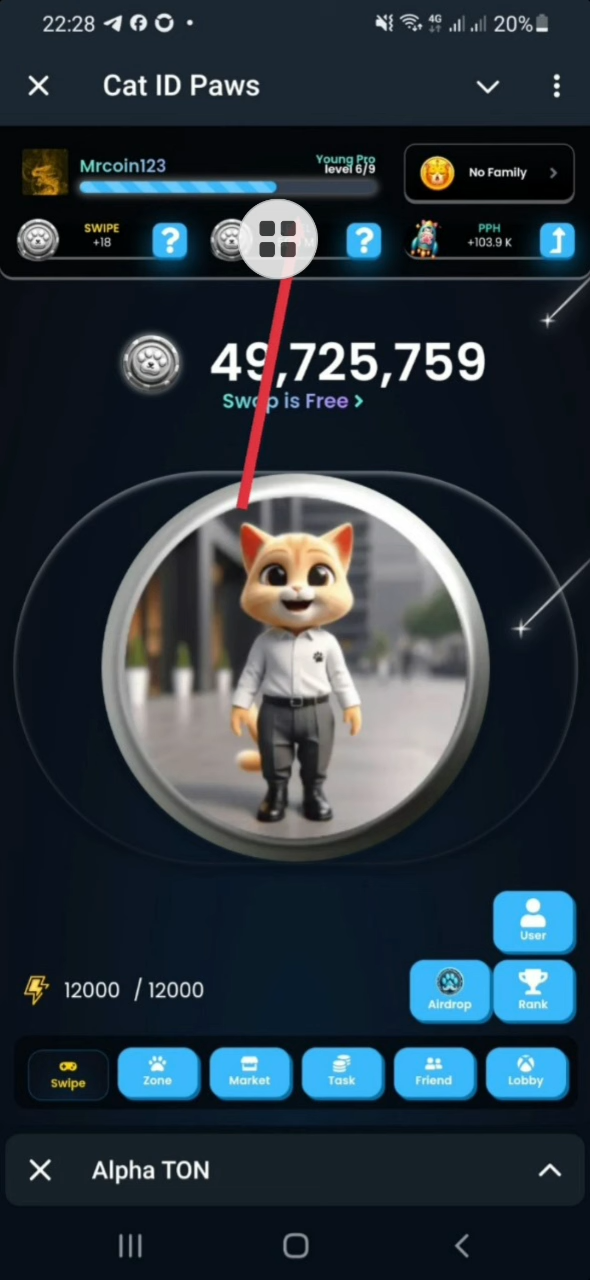 22:28
4G
20%
Cat ID Paws
Mrcoin123
Young Pro
level 6/9
No Family
SWIPE
+18
?
?
PPH
+103.9 K
49,725,759
Swap is Free >
12000 / 12000
User
Airdrop
Rank
Swipe
Zone
Market
Task
Friend
Lobby
Alpha TON